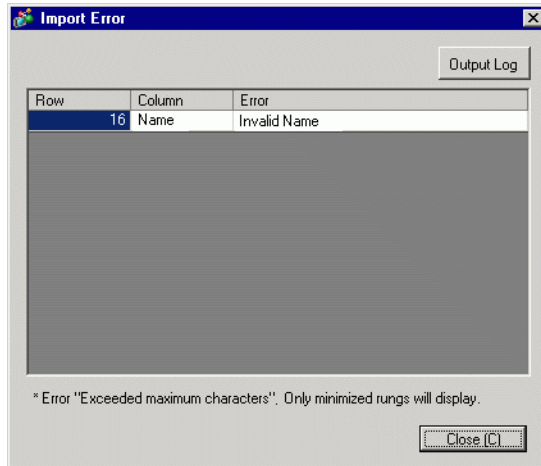 Import Error
Output Log
Row Column Error
16 Name Invalid Name
* Error "Exceeded maximum characters". Only minimized rungs will display.
Close (C)